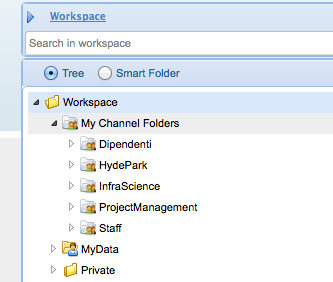 Workspace
Search in workspace
Tree Smart Folder
Workspace
My Channel Folders
Dipendenti
HydePark
InfraScience
ProjectManagement
Staff
MyData
Private